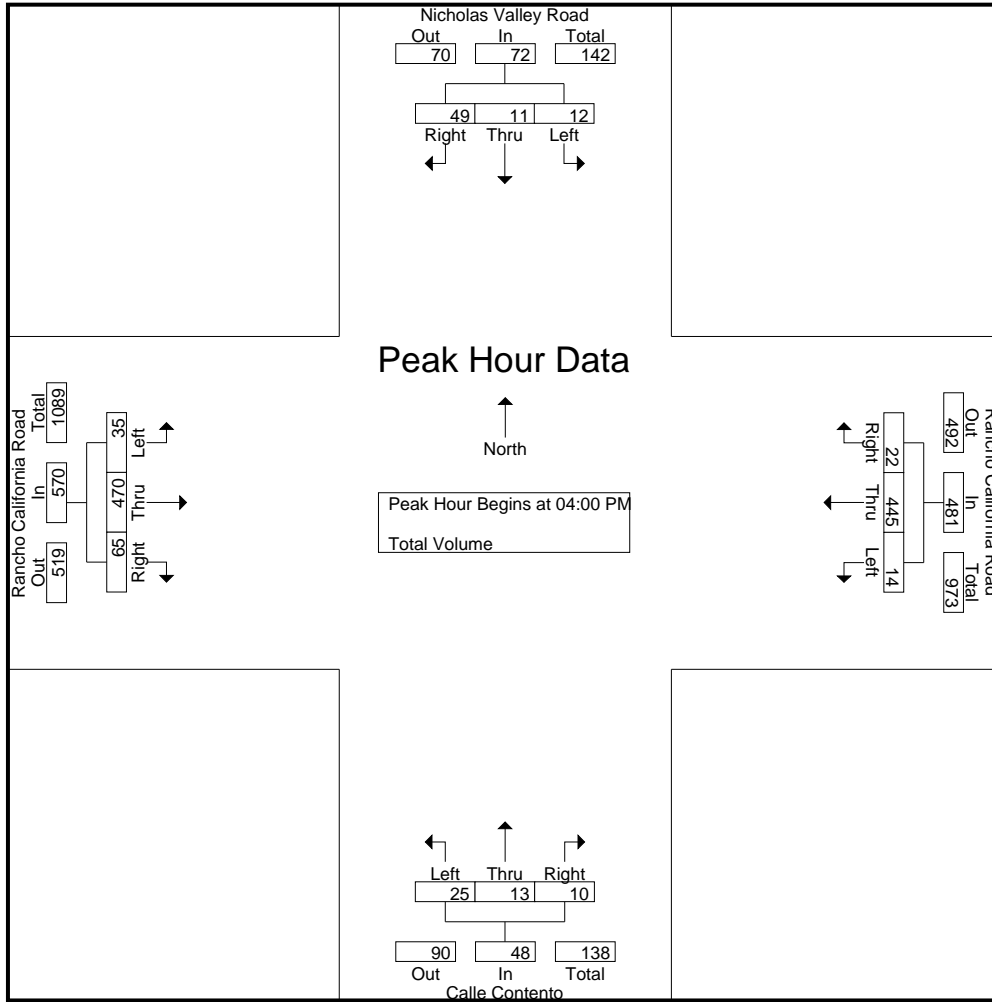 Nicholas Valley Road
Out In Total
70 72 142
49 11 12
Right Thru Left
Peak Hour Data
North
Peak Hour Begins at 04:00 PM
Total Volume
Rancho California Road
Total In Out
1089 570 519
35 470 65
Left Thru Right
Rancho California Road
Out In Total
492 481 973
22 445 14
Right Thru Left
Left Thru Right
25 13 10
90 48 138
Out In Total
Calle Contento